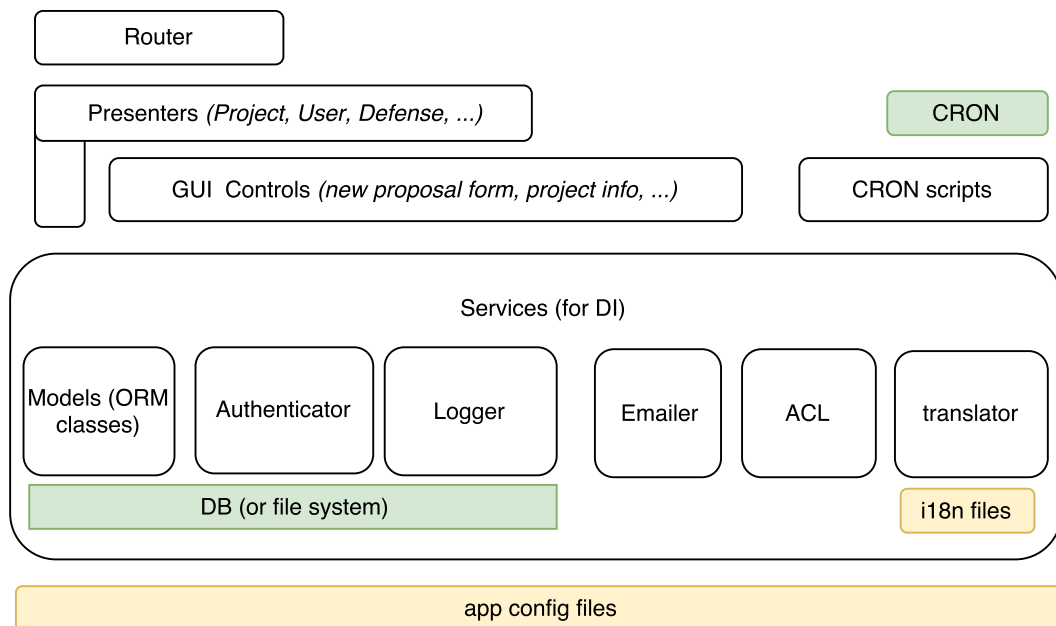 Router
Presenters (Project, User, Defense, ...)
CRON
GUI  Controls (new proposal form, project info, ...)
CRON scripts
Services (for DI)
Models (ORM
classes)
Authenticator
Logger
Emailer
ACL
translator
DB (or file system)
i18n files
app config files